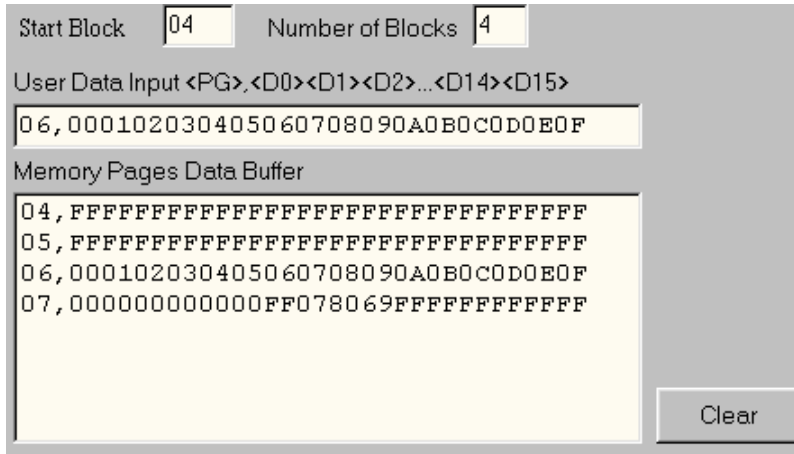 Start Block 04 Number of Blocks 4
User Data Input <PG>,<D0><D1><D2>...<D14><D15>
06,000102030405060708090A0B0C0D0E0F
Memory Pages Data Buffer
04,FFFFFFFFFFFFFFFFFFFFFFFFFFFFFFFF
05,FFFFFFFFFFFFFFFFFFFFFFFFFFFFFFFF
06,000102030405060708090A0B0C0D0E0F
07,000000000000FF078069FFFFFFFFFFFF
Clear